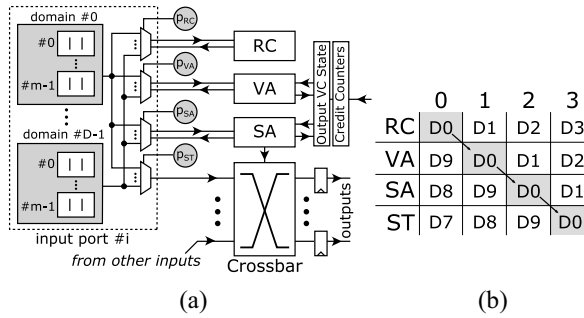 domain #0
#0
#m-1
domain #D-1
#0
#m-1
input port #i
from other inputs
pRC
pVA
pSA
pST
RC
VA
SA
Output VC State
Credit Counters
Crossbar
outputs
(a)
0 1 2 3
RC D0 D1 D2 D3
VA D9 D0 D1 D2
SA D8 D9 D0 D1
ST D7 D8 D9 D0
(b)